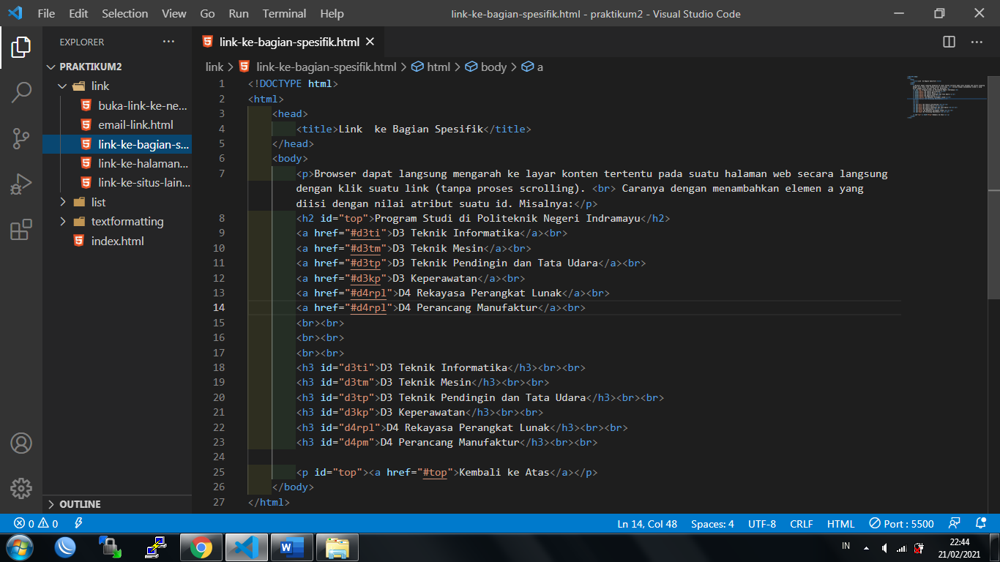 File Edit Selection View Go Run Terminal Help
link-ke-bagian-spesifik.html - praktikum2 - Visual Studio Code
EXPLORER
PRAKTIKUM2
link
buka-link-ke-ne...
email-link.html
link-ke-bagian-s...
link-ke-halaman...
link-ke-situs-lain...
list
textformatting
index.html
OUTLINE
link-ke-bagian-spesifik.html
link > link-ke-bagian-spesifik.html > html > body > a
1 <!DOCTYPE html>
2 <html>
3 <head>
4 <title>Link  ke Bagian Spesifik</title>
5 </head>
6 <body>
7 <p>Browser dapat langsung mengarah ke layar konten tertentu pada suatu halaman web secara langsung
dengan klik suatu link (tanpa proses scrolling). <br> Caranya dengan menambahkan elemen a yang
diisi dengan nilai atribut suatu id. Misalnya:</p>
8 <h2 id="top">Program Studi di Politeknik Negeri Indramayu</h2>
9 <a href="#d3ti">D3 Teknik Informatika</a><br>
10 <a href="#d3tm">D3 Teknik Mesin</a><br>
11 <a href="#d3tp">D3 Teknik Pendingin dan Tata Udara</a><br>
12 <a href="#d3kp">D3 Keperawatan</a><br>
13 <a href="#d4rpl">D4 Rekayasa Perangkat Lunak</a><br>
14 <a href="#d4rpl">D4 Perancang Manufaktur</a><br>
15 <br><br>
16 <br><br>
17 <br><br>
18 <h3 id="d3ti">D3 Teknik Informatika</h3><br><br>
19 <h3 id="d3tm">D3 Teknik Mesin</h3><br><br>
20 <h3 id="d3tp">D3 Teknik Pendingin dan Tata Udara</h3><br><br>
21 <h3 id="d3kp">D3 Keperawatan</h3><br><br>
22 <h3 id="d4rpl">D4 Rekayasa Perangkat Lunak</h3><br><br>
23 <h3 id="d4pm">D4 Perancang Manufaktur</h3><br><br>
24
25 <p id="top"><a href="#top">Kembali ke Atas</a></p>
26 </body>
27 </html>
0 0
Ln 14, Col 48 Spaces: 4 UTF-8 CRLF HTML Port : 5500
IN
22:44
21/02/2021